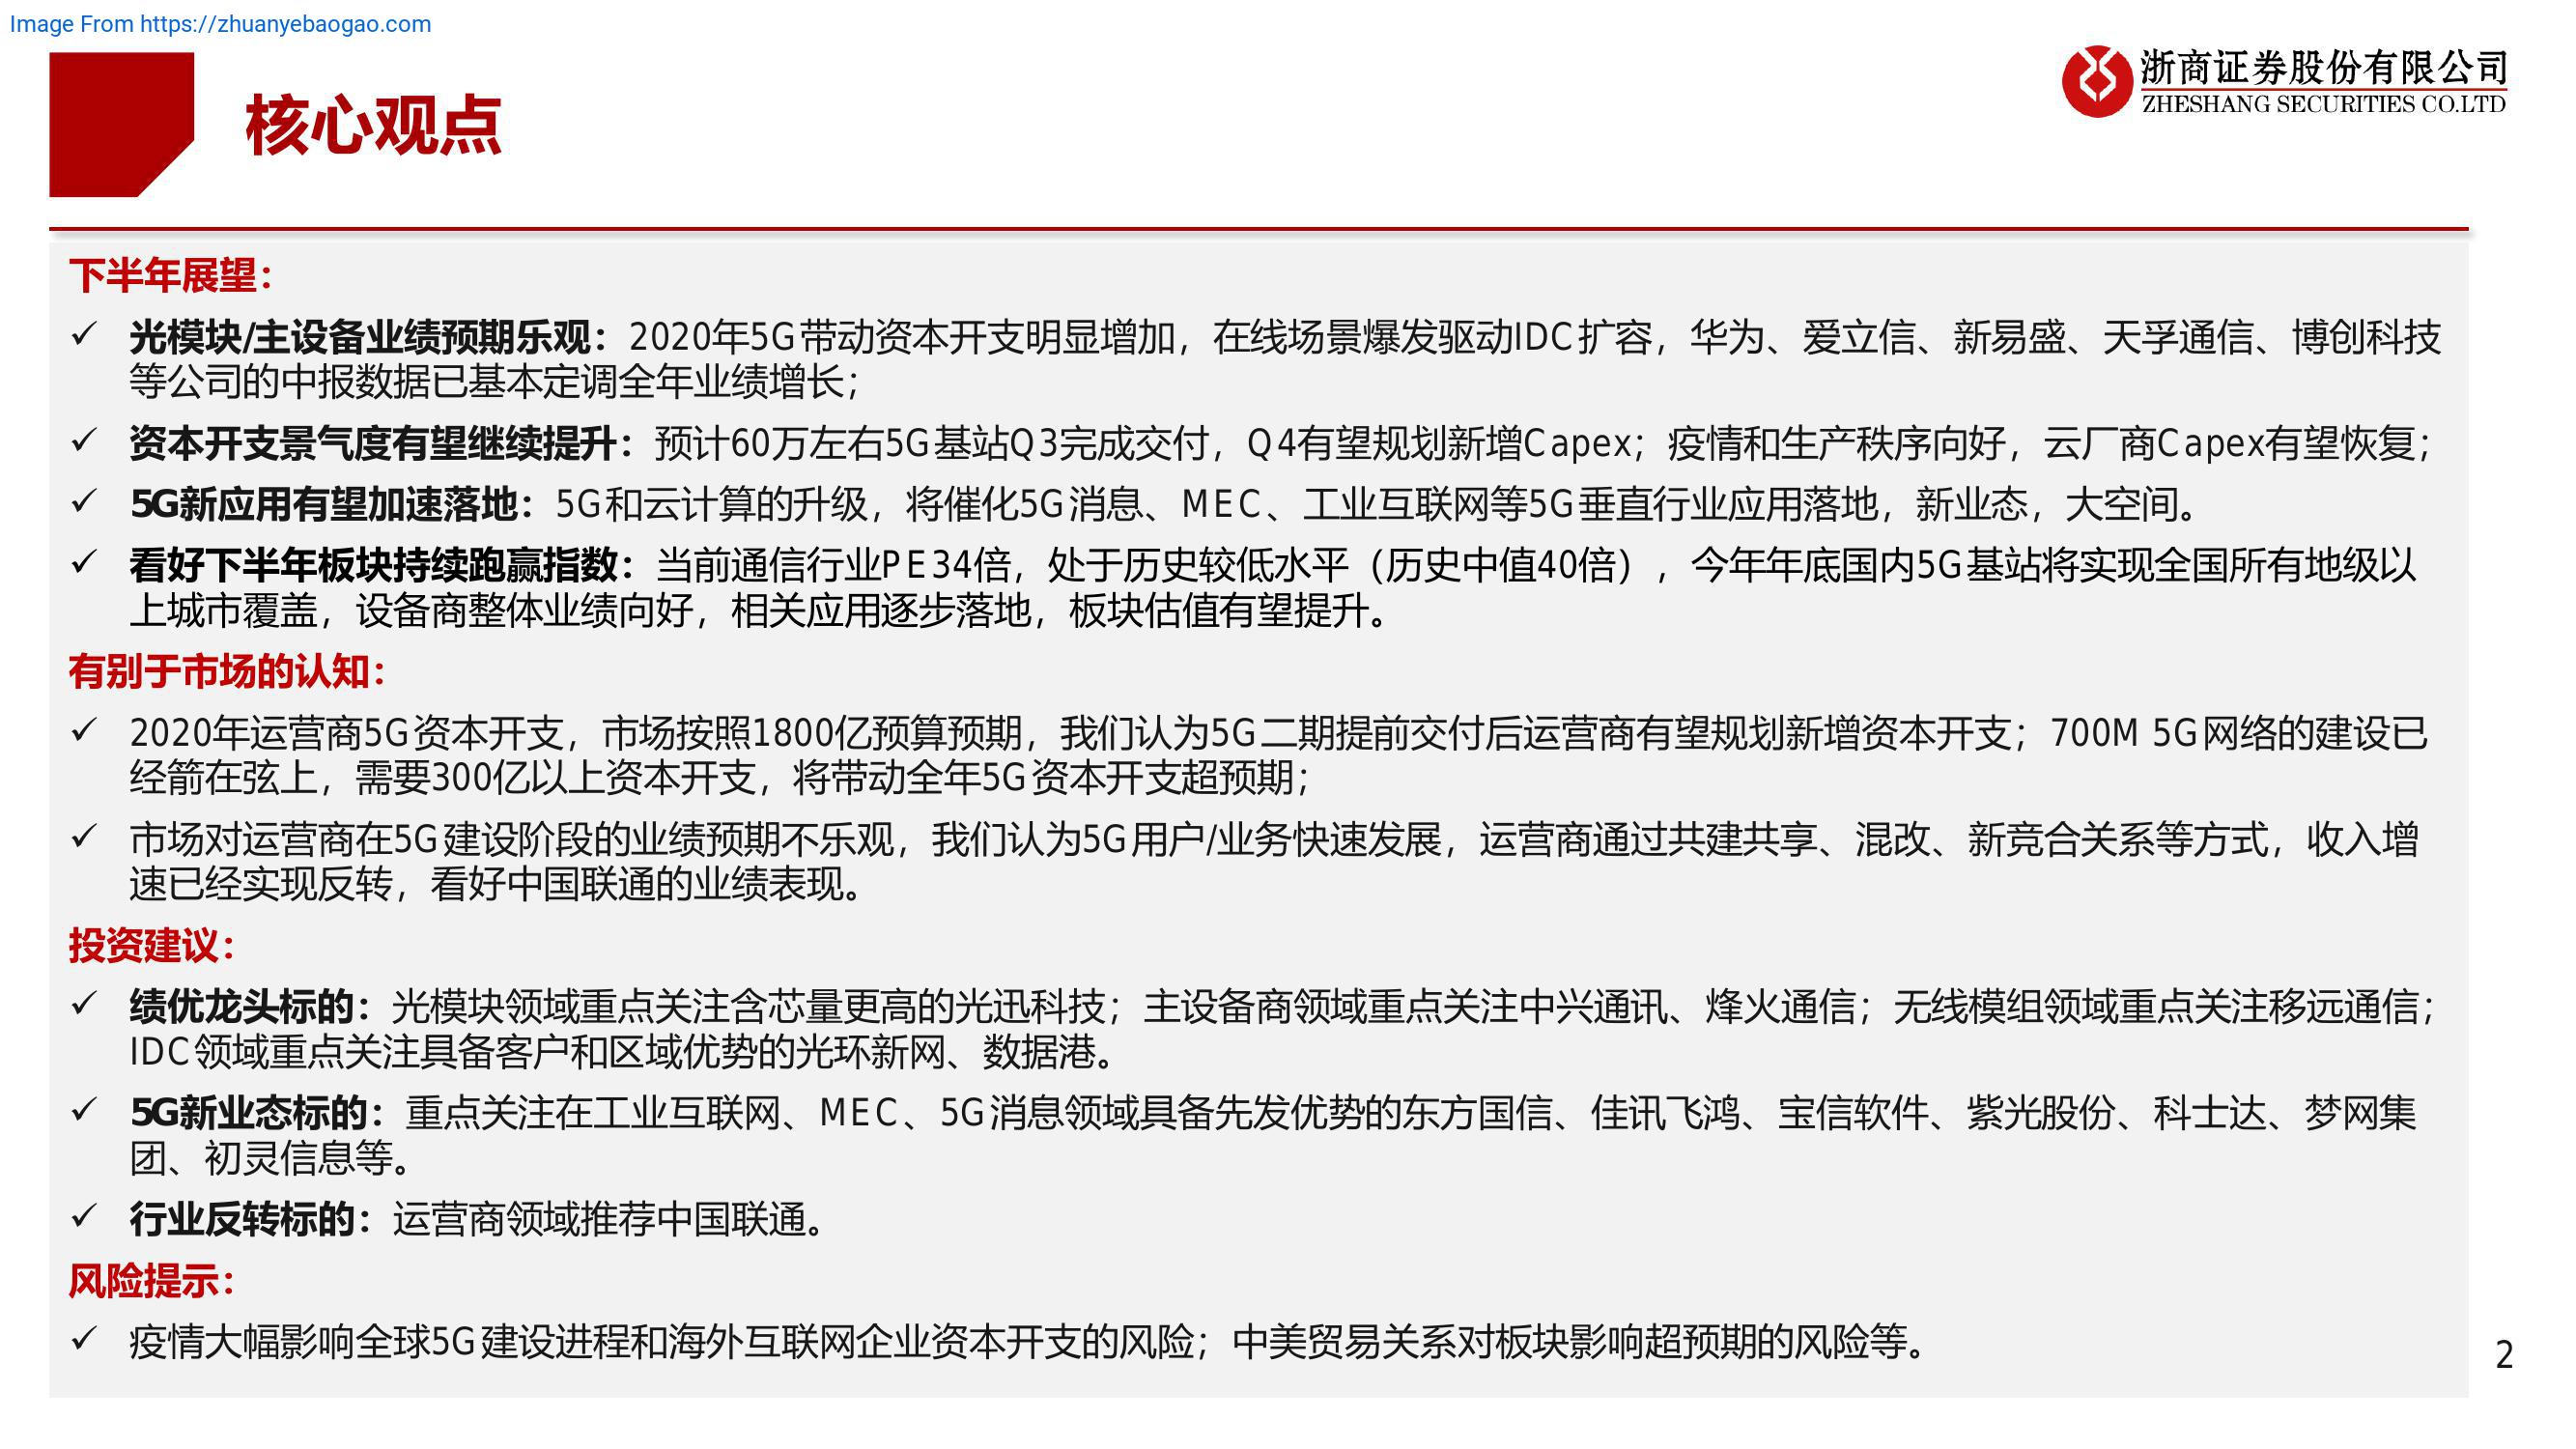 Image From https://zhuanyebaogao.com
浙商证券股份有限公司
ZHESHANG SECURITIES CO.LTD
核心观点
下半年展望：
✓ 光模块/主设备业绩预期乐观：2020年5G带动资本开支明显增加，在线场景爆发驱动IDC扩容，华为、爱立信、新易盛、天孚通信、博创科技
等公司的中报数据已基本定调全年业绩增长；
✓ 资本开支景气度有望继续提升：预计60万左右5G基站Q3完成交付，Q4有望规划新增Capex；疫情和生产秩序向好，云厂商Capex有望恢复；
✓ 5G新应用有望加速落地：5G和云计算的升级，将催化5G消息、MEC、工业互联网等5G垂直行业应用落地，新业态，大空间。
✓ 看好下半年板块持续跑赢指数：当前通信行业PE34倍，处于历史较低水平（历史中值40倍），今年年底国内5G基站将实现全国所有地级以
上城市覆盖，设备商整体业绩向好，相关应用逐步落地，板块估值有望提升。
有别于市场的认知：
✓ 2020年运营商5G资本开支，市场按照1800亿预算预期，我们认为5G二期提前交付后运营商有望规划新增资本开支；700M 5G网络的建设已
经箭在弦上，需要300亿以上资本开支，将带动全年5G资本开支超预期；
✓ 市场对运营商在5G建设阶段的业绩预期不乐观，我们认为5G用户/业务快速发展，运营商通过共建共享、混改、新竞合关系等方式，收入增
速已经实现反转，看好中国联通的业绩表现。
投资建议：
✓ 绩优龙头标的：光模块领域重点关注含芯量更高的光迅科技；主设备商领域重点关注中兴通讯、烽火通信；无线模组领域重点关注移远通信；
IDC领域重点关注具备客户和区域优势的光环新网、数据港。
✓ 5G新业态标的：重点关注在工业互联网、MEC、5G消息领域具备先发优势的东方国信、佳讯飞鸿、宝信软件、紫光股份、科士达、梦网集
团、初灵信息等。
✓ 行业反转标的：运营商领域推荐中国联通。
风险提示：
✓ 疫情大幅影响全球5G建设进程和海外互联网企业资本开支的风险；中美贸易关系对板块影响超预期的风险等。
2